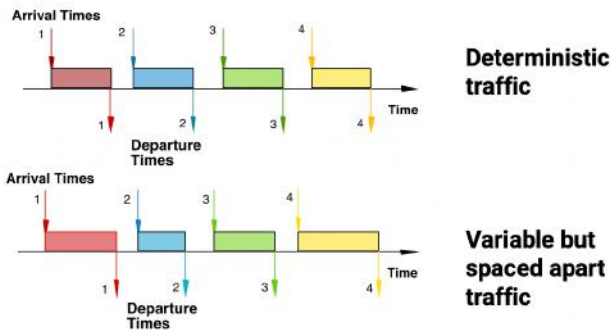 Arrival Times
1
2
3
4
Deterministic
traffic
Time
1
2
3
4
Departure
Times
Arrival Times
1
2
3
4
Variable but
spaced apart
traffic
Time
1
2
3
4
Departure
Times